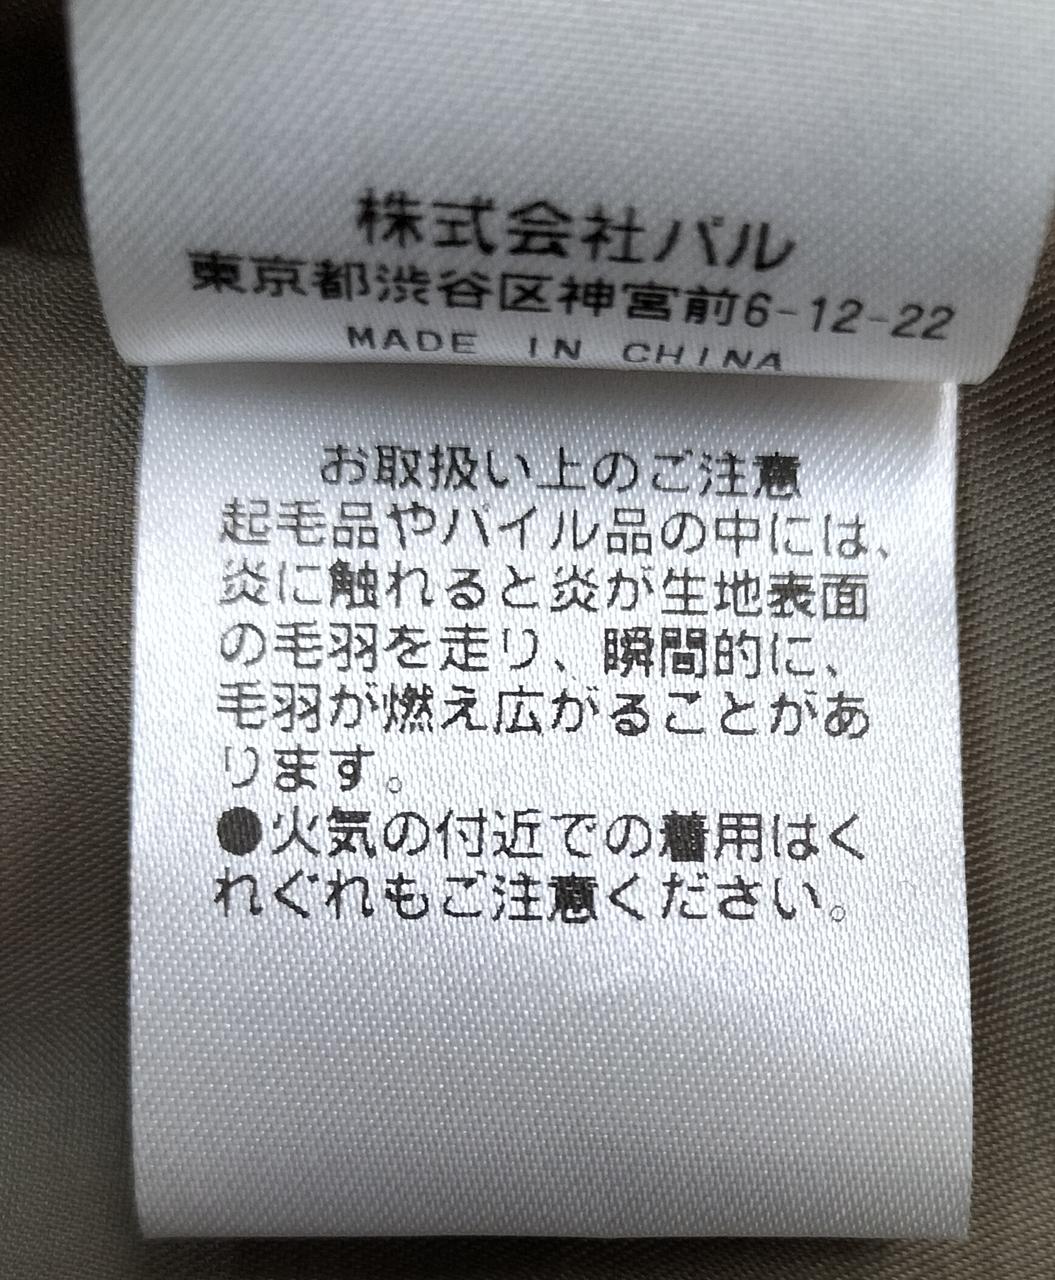 株式会社パル
東京都渋谷区神宮前6-12-22
MADE IN CHINA
お取扱い上のご注意
起毛品やパイル品の中には、
炎に触れると炎が生地表面
の毛羽を走り、瞬間的に、
毛羽が燃え広がることがあ
ります。
●火気の付近での着用はく
れぐれもご注意ください。